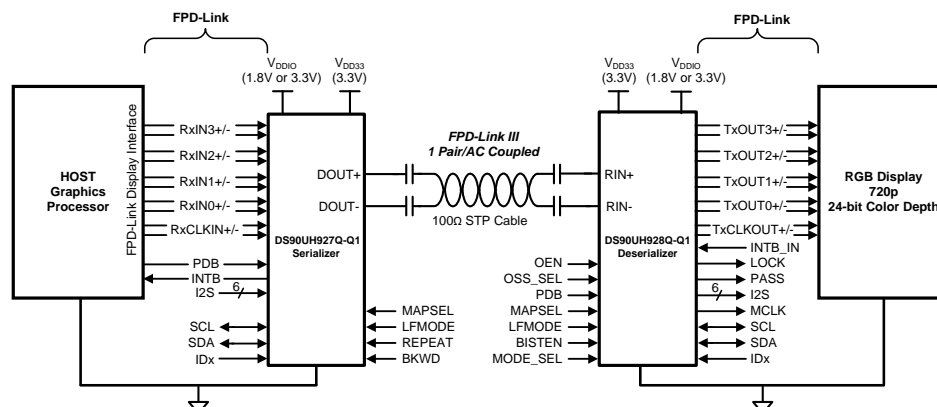 FPD-Link
FPD-Link
VDDIO
(1.8V or 3.3V)
VDD33
(3.3V)
VDD33
(3.3V)
VDDIO
(1.8V or 3.3V)
HOST
Graphics
Processor
FPD-Link Display Interface
RxIN3+/-
RxIN2+/-
RxIN1+/-
RxIN0+/-
RxCLKIN+/-
PDB
INTB
I2S
6
SCL
SDA
IDx
DOUT+
DOUT-
DS90UH927Q-Q1
Serializer
MAPSEL
LFMODE
REPEAT
BKWD
FPD-Link III
1 Pair/AC Coupled
100Ω STP Cable
RIN+
RIN-
DS90UH928Q-Q1
Deserializer
OEN
OSS_SEL
PDB
MAPSEL
LFMODE
BISTEN
MODE_SEL
TxOUT3+/-
TxOUT2+/-
TxOUT1+/-
TxOUT0+/-
TxCLKOUT+/-
INTB_IN
LOCK
PASS
6
I2S
MCLK
SCL
SDA
IDx
RGB Display
720p
24-bit Color Depth